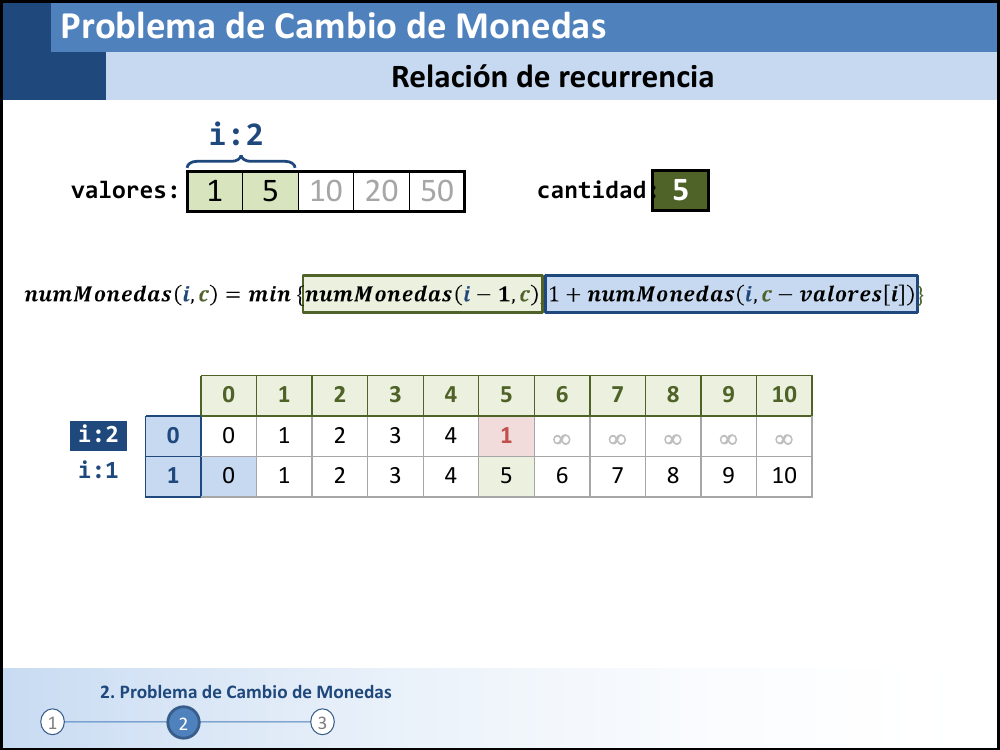 Problema de Cambio de Monedas
Relación de recurrencia
i:2
valores: 1 5 10 20 50 cantidad: 5
numMonedas(i, c) = min {numMonedas(i − 1, c), 1 + numMonedas(i, c − valores[i])}
0 1 2 3 4 5 6 7 8 9 10
i:2 0 0 1 2 3 4 1 ∞ ∞ ∞ ∞ ∞
i:1 1 0 1 2 3 4 5 6 7 8 9 10
2. Problema de Cambio de Monedas
1 2 3